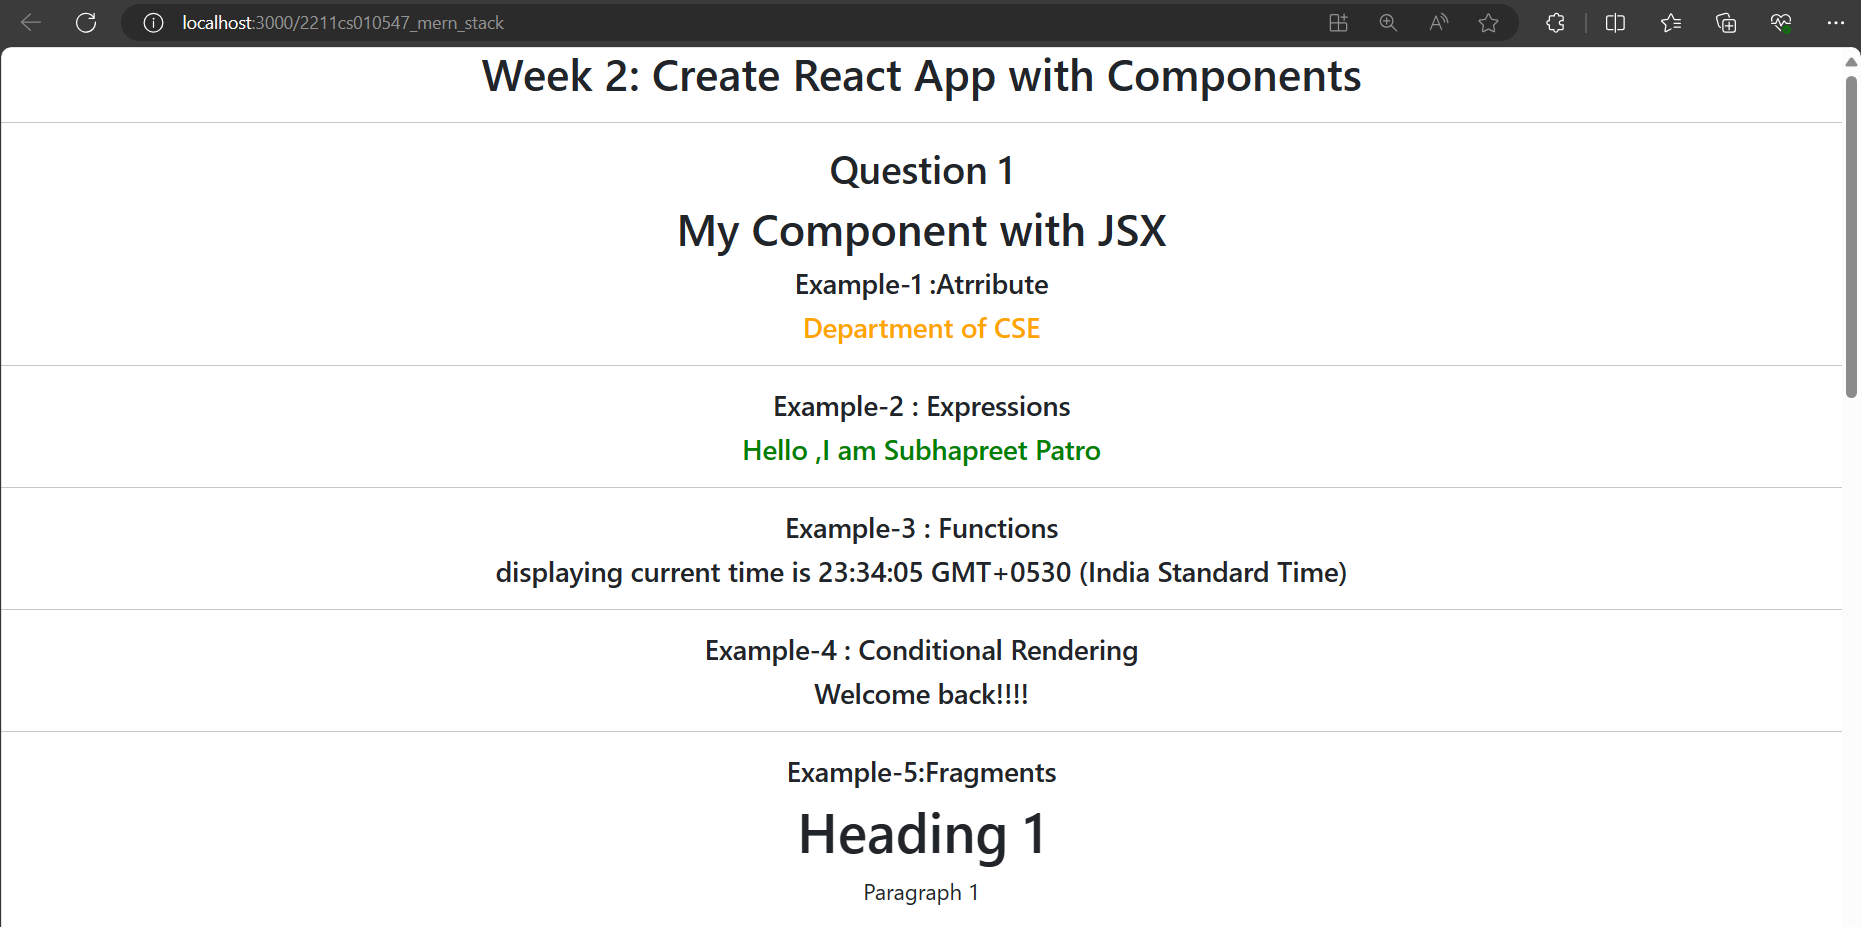 localhost:3000/2211cs010547_mern_stack
Week 2: Create React App with Components
Question 1
My Component with JSX
Example-1 :Atrribute
Department of CSE
Example-2 : Expressions
Hello ,I am Subhapreet Patro
Example-3 : Functions
displaying current time is 23:34:05 GMT+0530 (India Standard Time)
Example-4 : Conditional Rendering
Welcome back!!!!
Example-5:Fragments
Heading 1
Paragraph 1